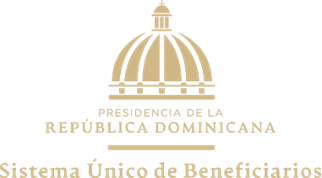 PRESIDENCIA DE LA
REPÚBLICA DOMINICANA
Sistema Único de Beneficiarios